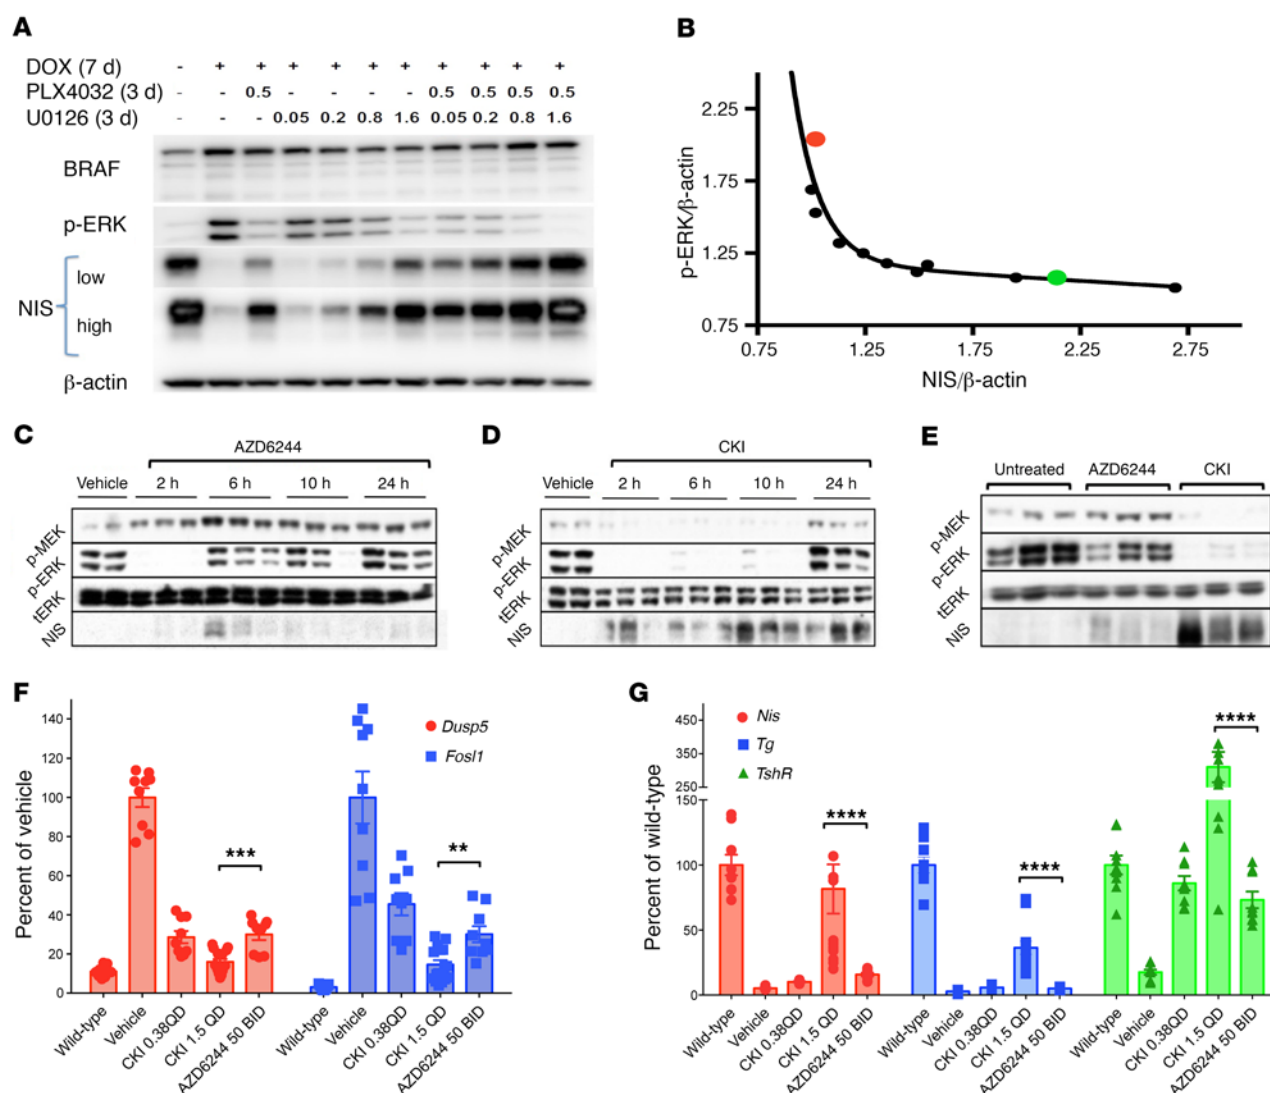 A
DOX (7 d) - + + + + + + + + + +
PLX4032 (3 d) - - 0.5 - - - - 0.5 0.5 0.5 0.5
U0126 (3 d) - - - 0.05 0.2 0.8 1.6 0.05 0.2 0.8 1.6
BRAF
p-ERK
NIS
low
high
β-actin
B
p-ERK/β-actin
2.25
1.75
1.25
0.75
0.75 1.25 1.75 2.25 2.75
NIS/β-actin
C
AZD6244
Vehicle 2 h 6 h 10 h 24 h
p-MEK
p-ERK
tERK
NIS
D
CKI
Vehicle 2 h 6 h 10 h 24 h
p-MEK
p-ERK
tERK
NIS
E
Untreated AZD6244 CKI
p-MEK
p-ERK
tERK
NIS
F
Percent of vehicle
140
120
100
80
60
40
20
0
Dusp5
Fosl1
***
**
Wild-type
Vehicle
CKI 0.38QD
CKI 1.5 QD
AZD6244 50 BID
Wild-type
Vehicle
CKI 0.38QD
CKI 1.5 QD
AZD6244 50 BID
G
Percent of wild-type
450
350
250
150
100
50
0
Nis
Tg
TshR
****
****
****
Wild-type
Vehicle
CKI 0.38QD
CKI 1.5 QD
AZD6244 50 BID
Wild-type
Vehicle
CKI 0.38QD
CKI 1.5 QD
AZD6244 50 BID
Wild-type
Vehicle
CKI 0.38QD
CKI 1.5 QD
AZD6244 50 BID